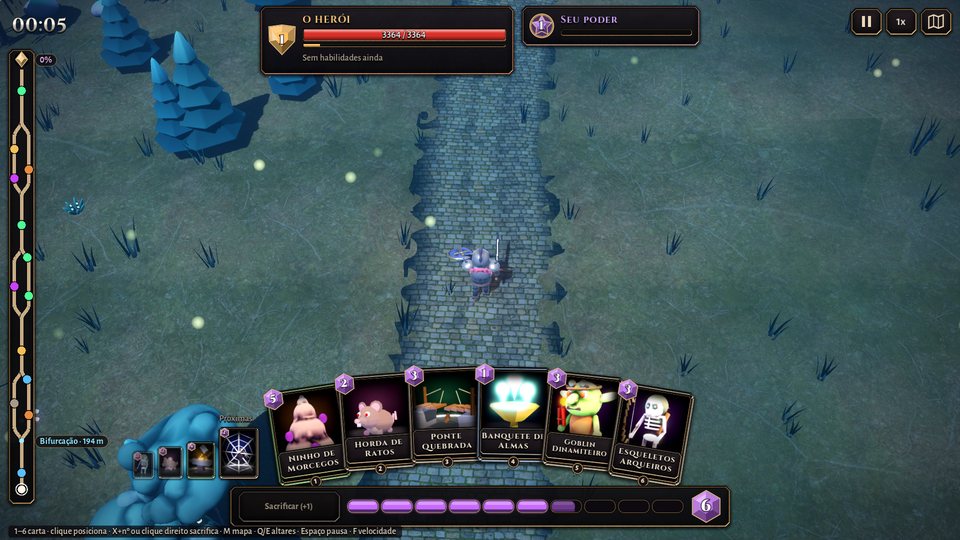 00:05
O HERÓI
1
3364 / 3364
Sem habilidades ainda
1
SEU PODER
1x
0%
Bifurcação · 194 m
Próximas
5
NINHO DE
MORCEGOS
1
2
HORDA DE
RATOS
2
3
PONTE
QUEBRADA
3
1
BANQUETE DE
ALMAS
4
3
GOBLIN
DINAMITEIRO
5
3
ESQUELETOS
ARQUEIROS
6
Sacrificar (+1)
6
1–6 carta · clique posiciona · X+nº ou clique direito sacrifica · M mapa · Q/E altares · Espaço pausa · F velocidade